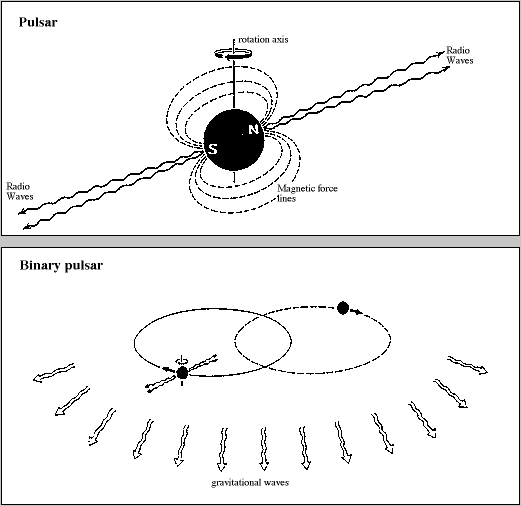 Pulsar
rotation axis
Radio
Waves
N
S
Radio
Waves
Magnetic force
lines
Binary pulsar
gravitational waves